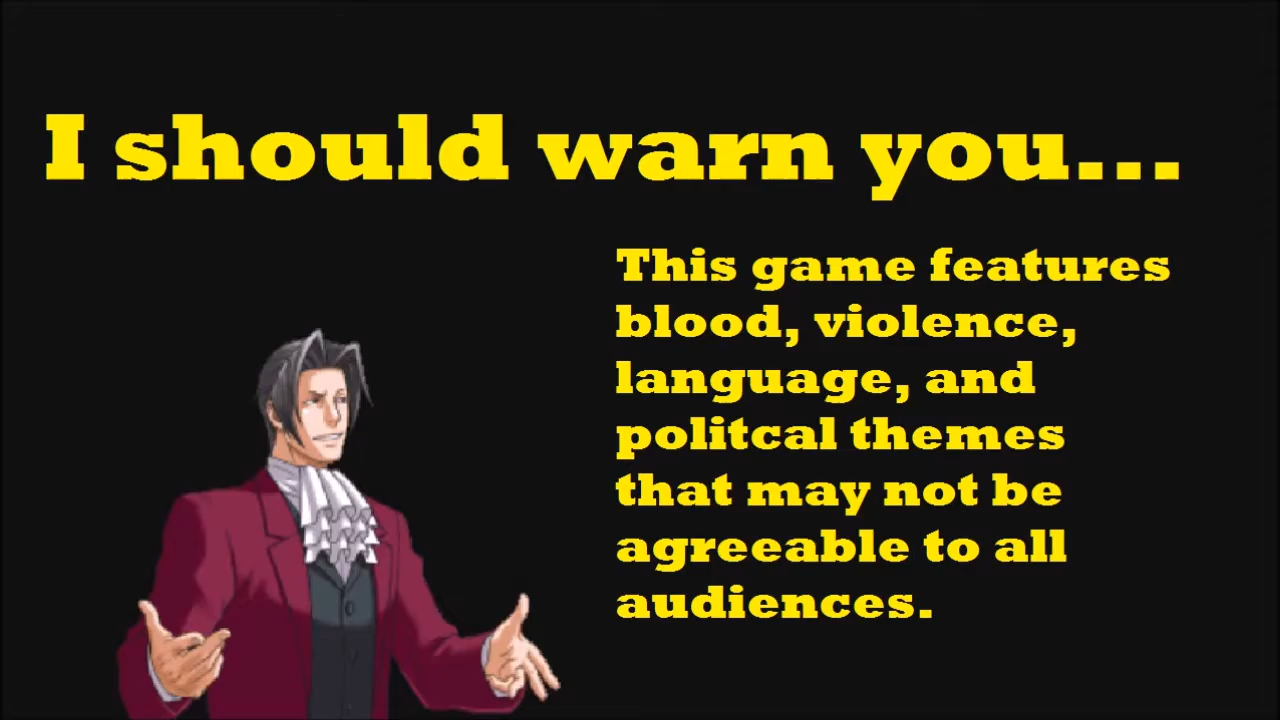 I should warn you...
This game features
blood, violence,
language, and
politcal themes
that may not be
agreeable to all
audiences.